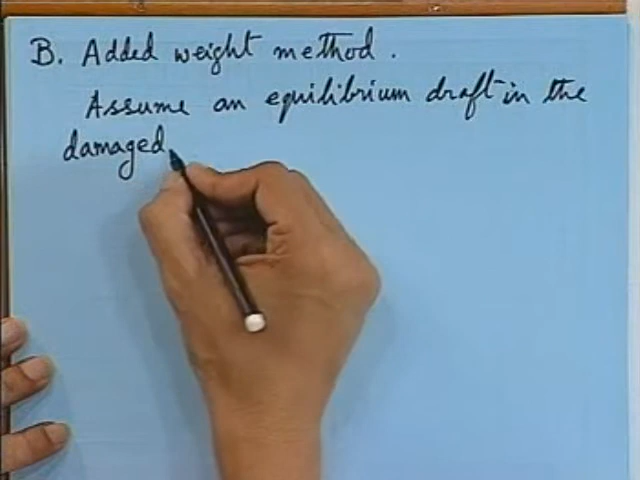 B. Added weight method.
Assume an equilibrium draft in the
damaged